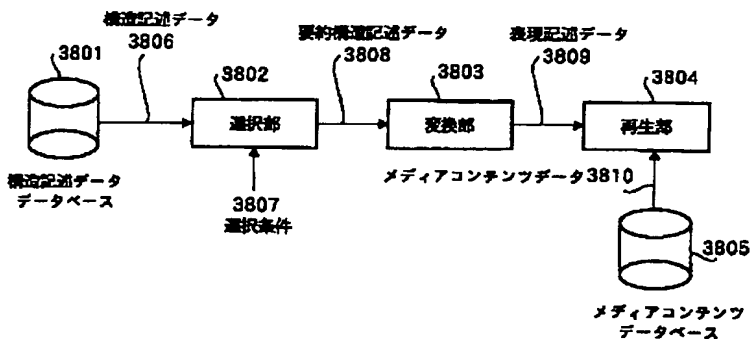 構造記述データ
3806
3801
要約構造記述データ
3808
表現記述データ
3809
3802
3803
3804
選択部
変換部
再生部
構造記述データ
データベース
3807
選択条件
メディアコンテンツデータ3810
3805
メディアコンテンツ
データベース